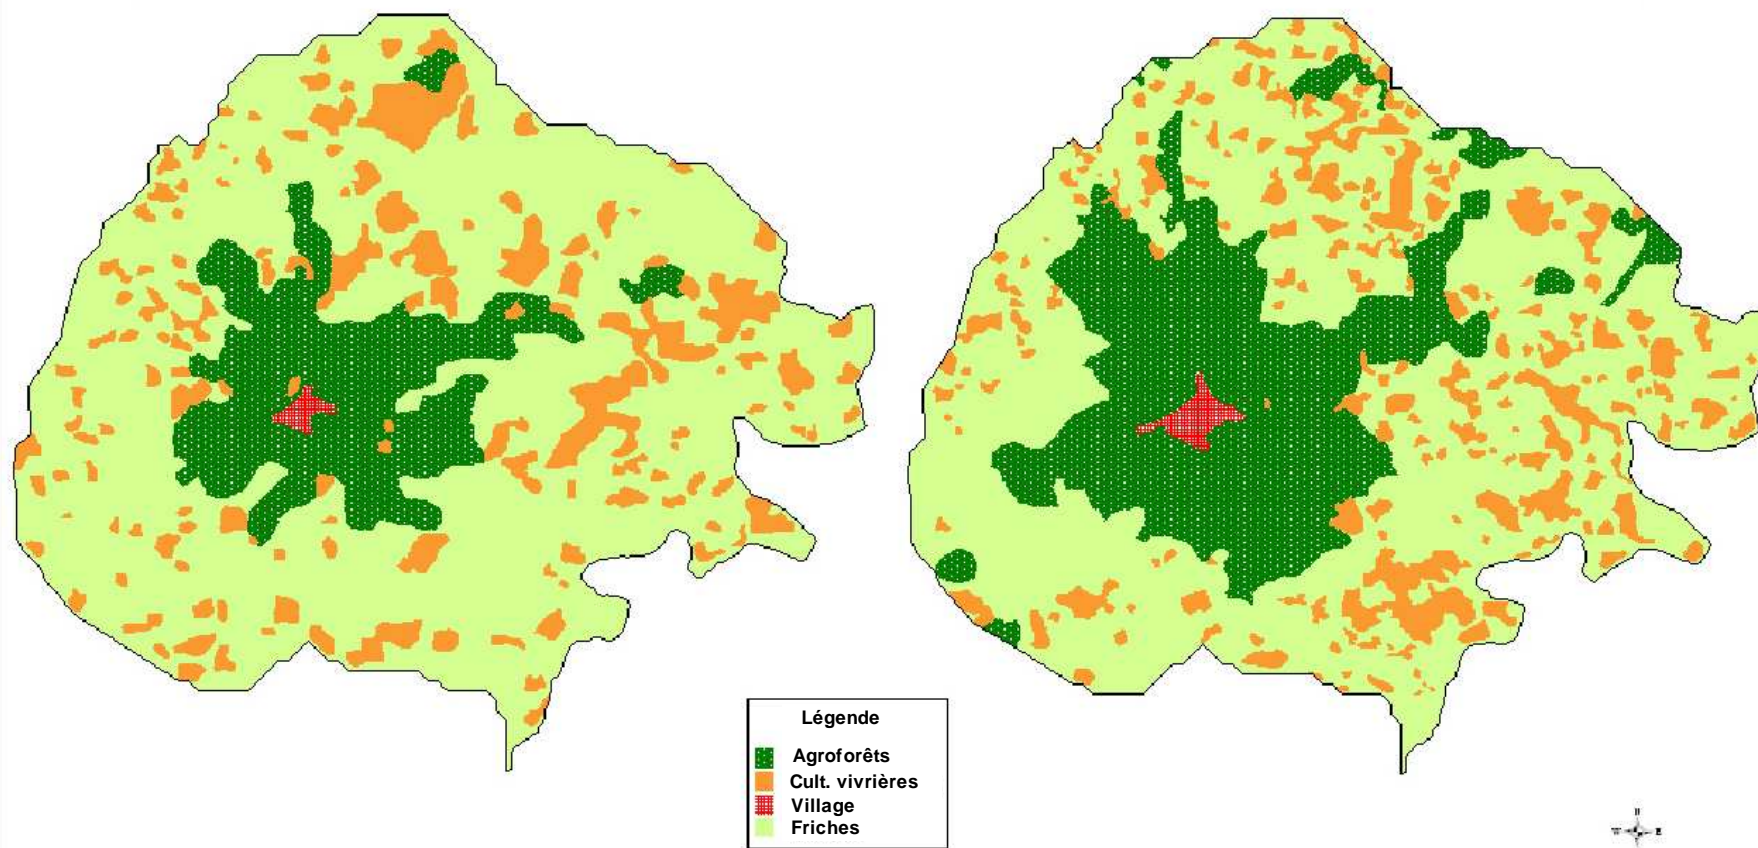 Légende
Agroforêts
Cult. vivrières
Village
Friches
W E